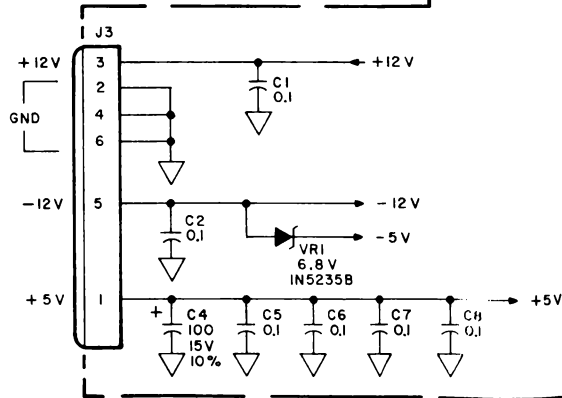 J3
+12V 3 +12V
2
C1
0.1
GND 4
6
-12V 5 -12V
C2
0.1
-5V
VR1
6.8V
1N5235B
+5V 1 +5V
+ C4 C5 C6 C7 C8
100 0.1 0.1 0.1 0.1
15V
10%